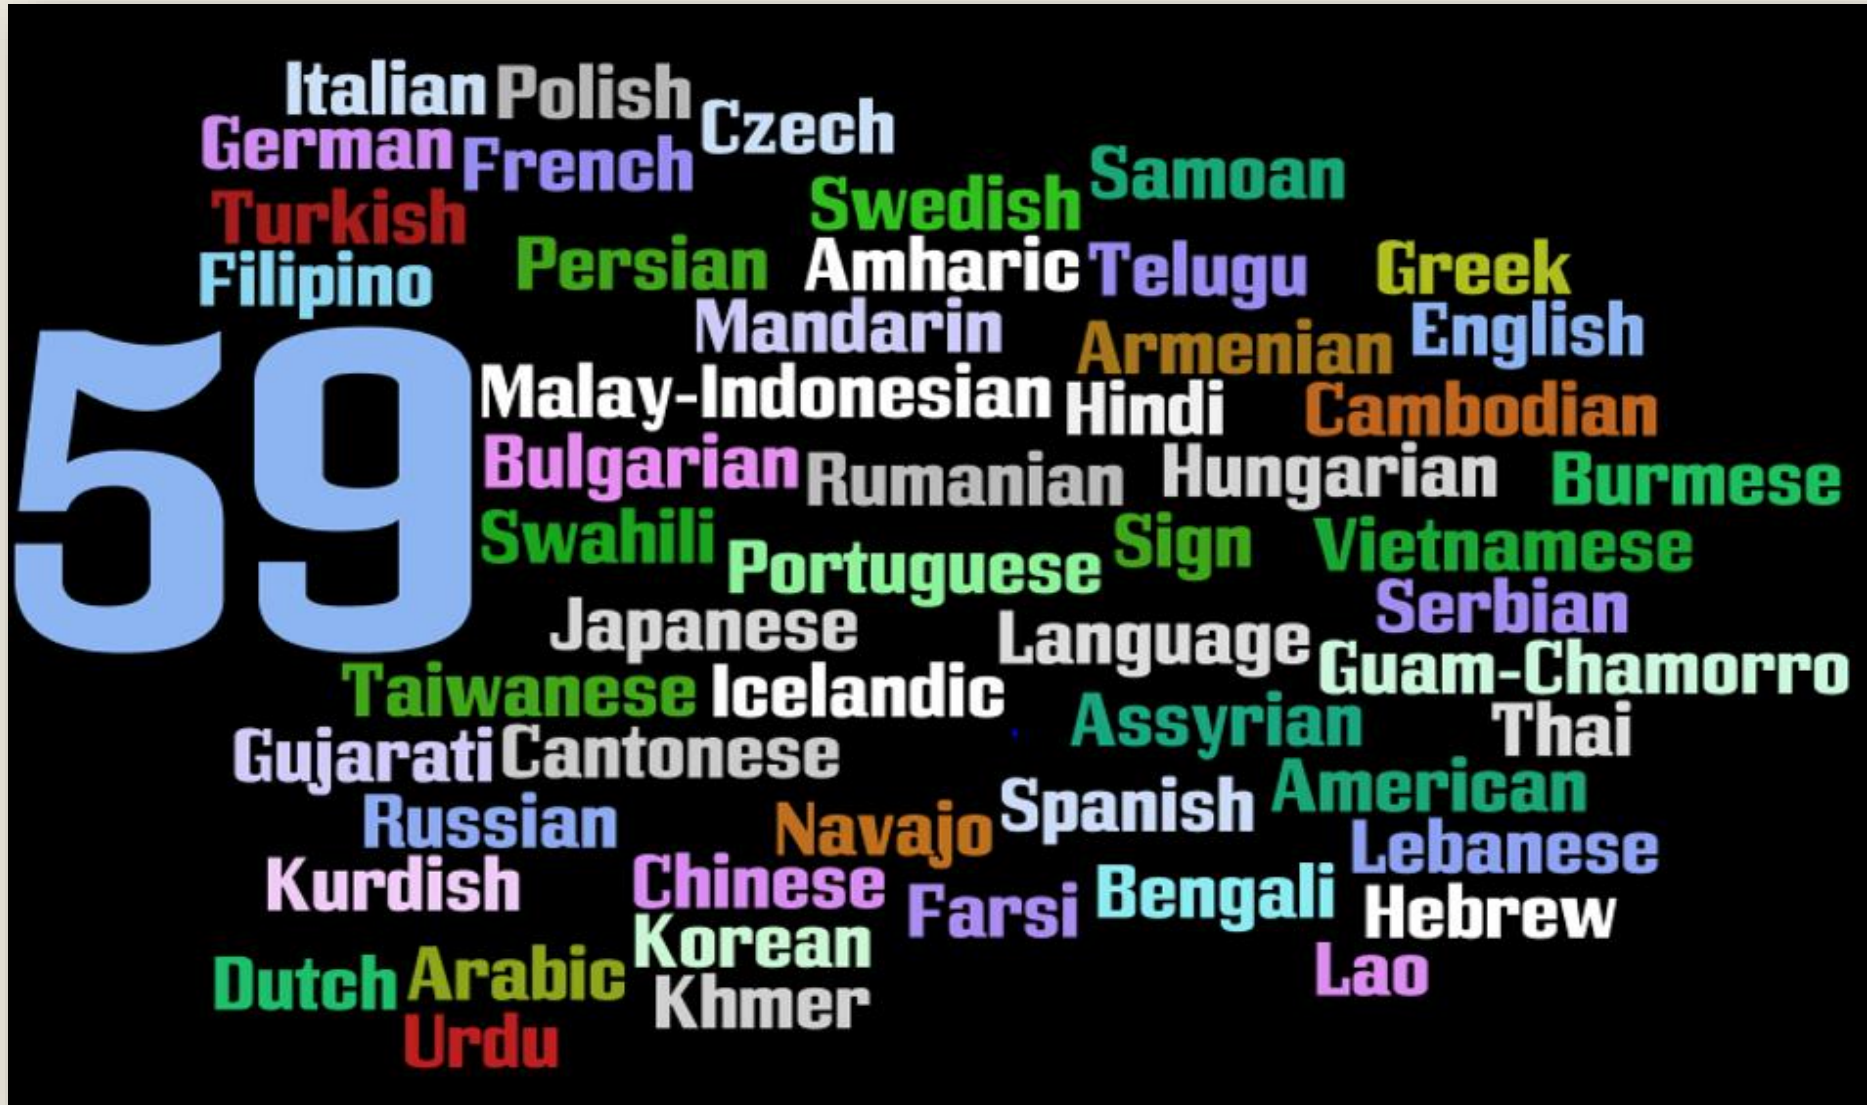 Italian Polish
Czech
German French
Samoan
Turkish
Swedish
Filipino Persian Amharic Telugu Greek
59
Mandarin Armenian English
Malay-Indonesian Hindi Cambodian
Bulgarian Rumanian Hungarian Burmese
Swahili Portuguese Sign Vietnamese
Serbian
Japanese Language
Guam-Chamorro
Taiwanese Icelandic
Assyrian Thai
Gujarati Cantonese
American
Russian Navajo Spanish
Lebanese
Kurdish Chinese Farsi Bengali Hebrew
Korean
Lao
Dutch Arabic
Khmer
Urdu